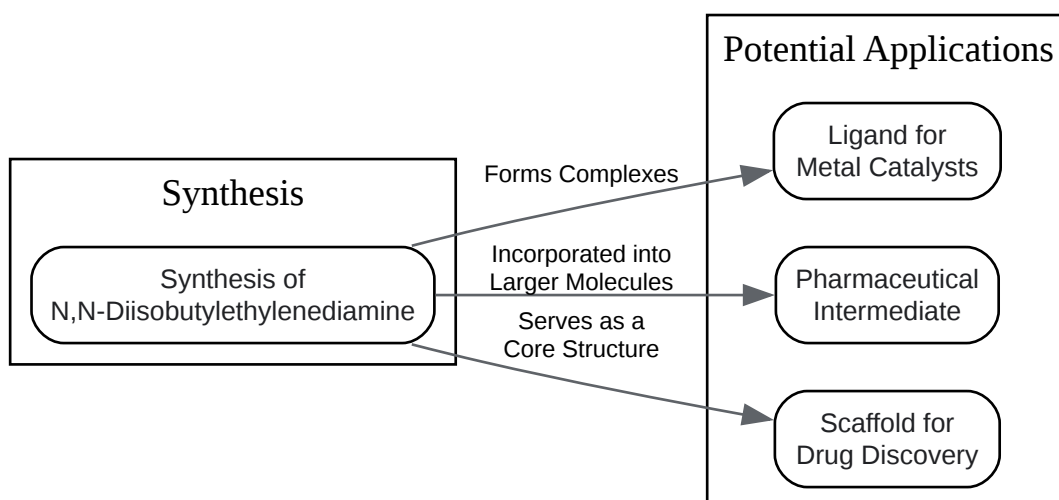 Potential Applications
Ligand for
Metal Catalysts
Forms Complexes
Synthesis
Synthesis of
N,N-Diisobutylethylenediamine
Incorporated into
Larger Molecules
Pharmaceutical
Intermediate
Serves as a
Core Structure
Scaffold for
Drug Discovery